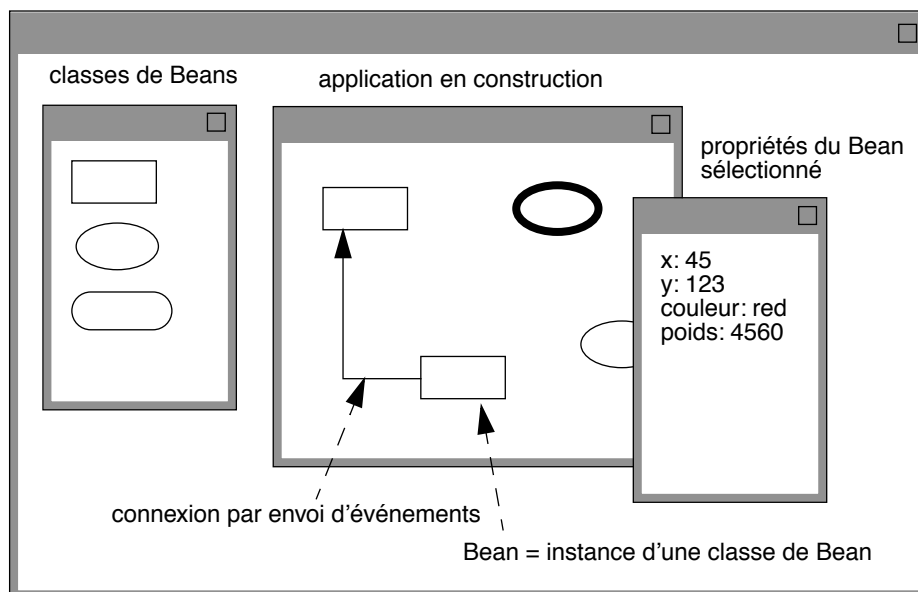 classes de Beans
application en construction
propriétés du Bean
sélectionné
x: 45
y: 123
couleur: red
poids: 4560
connexion par envoi d’événements
Bean = instance d’une classe de Bean